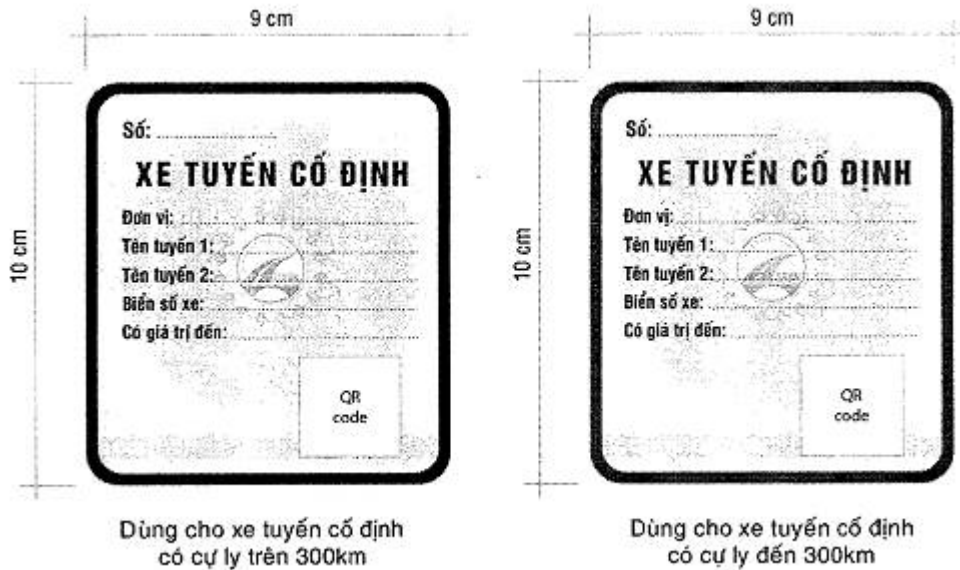 9 cm
10 cm
Số:
XE TUYẾN CỐ ĐỊNH
Đơn vị:
Tên tuyến 1:
Tên tuyến 2:
Biển số xe:
Có giá trị đến:
QR
code
Dùng cho xe tuyến cố định
có cự ly trên 300km
9 cm
10 cm
Số:
XE TUYẾN CỐ ĐỊNH
Đơn vị:
Tên tuyến 1:
Tên tuyến 2:
Biển số xe:
Có giá trị đến:
QR
code
Dùng cho xe tuyến cố định
có cự ly đến 300km